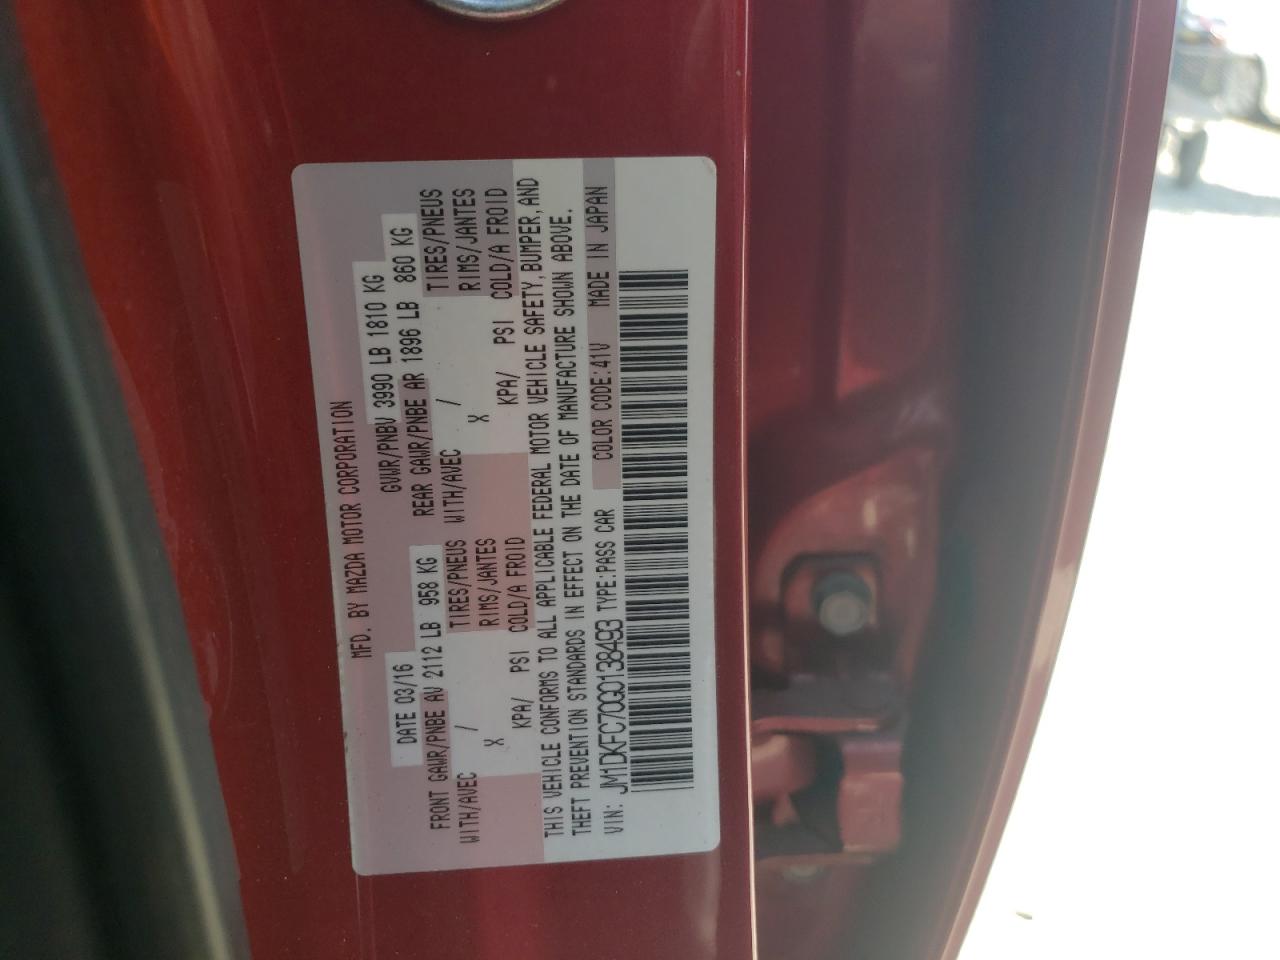 MFD. BY MAZDA MOTOR CORPORATION
DATE 03/16 GVWR/PNBV 3990 LB 1810 KG
FRONT GAWR/PNBE AV 2112 LB 958 KG REAR GAWR/PNBE AR 1896 LB 860 KG
WITH/AVEC / TIRES/PNEUS WITH/AVEC / TIRES/PNEUS
X RIMS/JANTES X RIMS/JANTES
KPA/ PSI COLD/A FROID KPA/ PSI COLD/A FROID
THIS VEHICLE CONFORMS TO ALL APPLICABLE FEDERAL MOTOR VEHICLE SAFETY, BUMPER, AND
THEFT PREVENTION STANDARDS IN EFFECT ON THE DATE OF MANUFACTURE SHOWN ABOVE.
VIN: JM1DKFC70G0138493 TYPE:PASS CAR COLOR CODE:41V MADE IN JAPAN